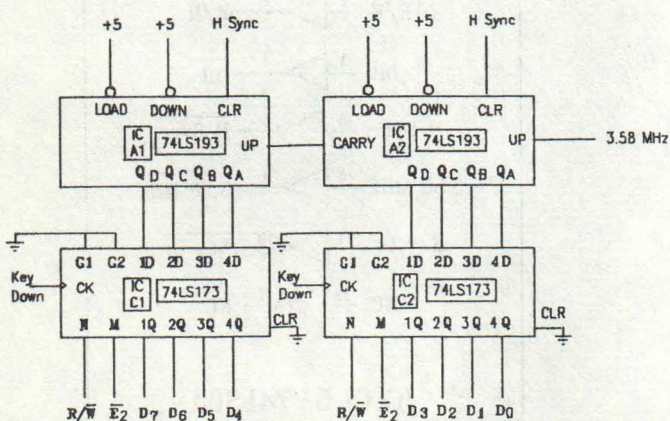 +5 +5 H Sync +5 +5 H Sync
LOAD DOWN CLR LOAD DOWN CLR
IC A1 74LS193 UP CARRY IC A2 74LS193 UP 3.58 MHz
QD QC QB QA QD QC QB QA
G1 G2 1D 2D 3D 4D G1 G2 1D 2D 3D 4D
Key Down CK IC C1 74LS173 CLR Key Down CK IC C2 74LS173 CLR
N M 1Q 2Q 3Q 4Q N M 1Q 2Q 3Q 4Q
R/W̅ E̅2 D7 D6 D5 D4 R/W̅ E̅2 D3 D2 D1 D0